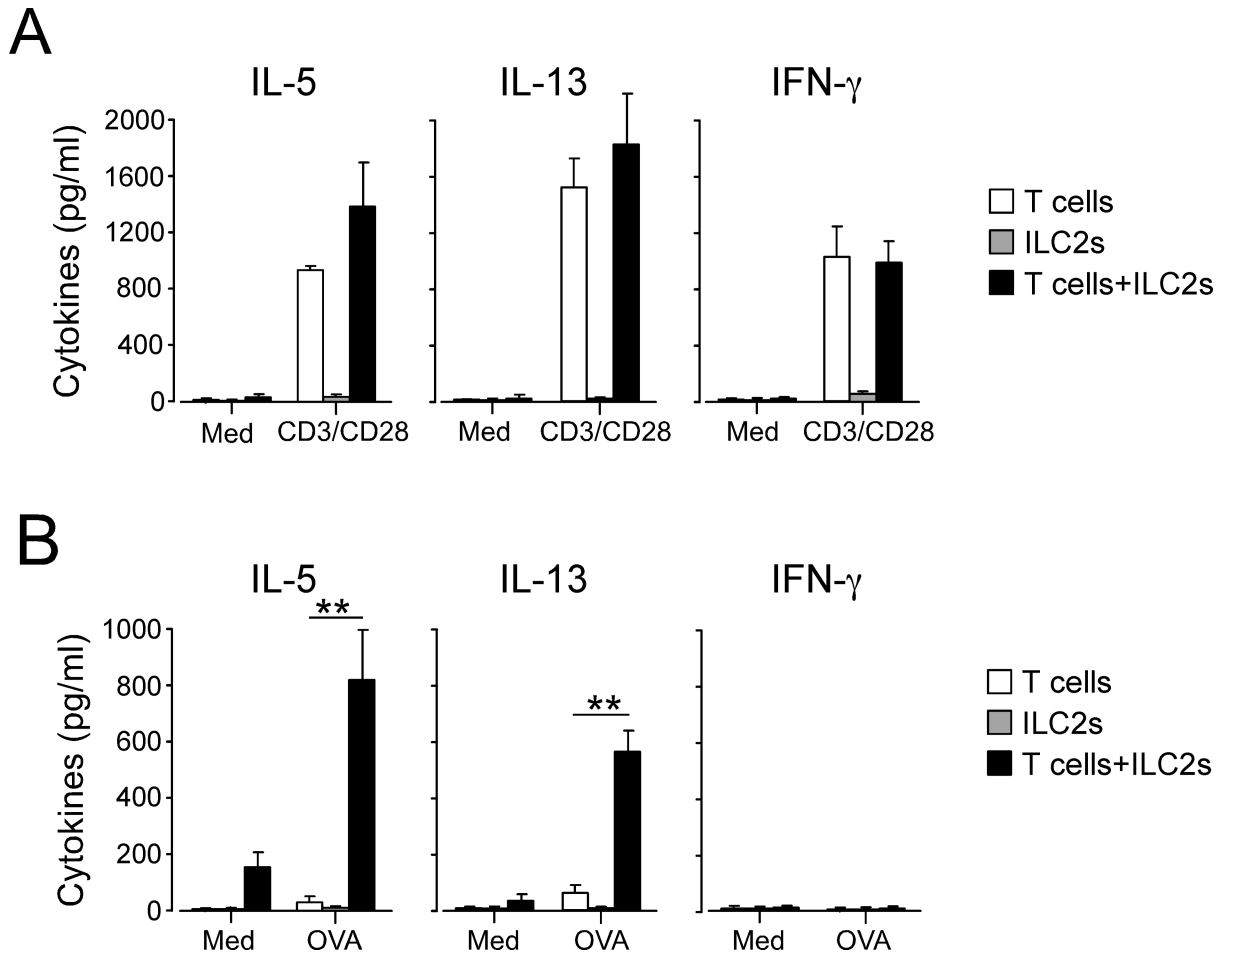 A
IL-5 IL-13 IFN-γ
Cytokines (pg/ml)
2000
1600
1200
800
400
0
Med CD3/CD28 Med CD3/CD28 Med CD3/CD28
T cells
ILC2s
T cells+ILC2s
B
IL-5 IL-13 IFN-γ
** **
Cytokines (pg/ml)
1000
800
600
400
200
0
Med OVA Med OVA Med OVA
T cells
ILC2s
T cells+ILC2s